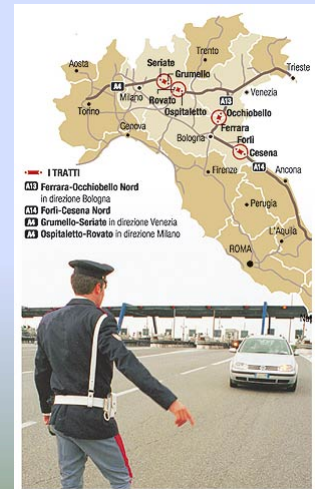 Trento
Aosta
Seriate
Grumello
Trieste
A4
Milano
Rovato
Venezia
Torino
Ospitaletto
A13
Occhiobello
Genova
Bologna
Ferrara
Forlì
Cesena
Firenze
A14
Ancona
Perugia
L'Aquila
ROMA
I TRATTI
A13 Ferrara-Occhiobello Nord
in direzione Bologna
A14 Forlì-Cesena Nord
A4 Grumello-Seriate in direzione Venezia
A4 Ospitaletto-Rovato in direzione Milano